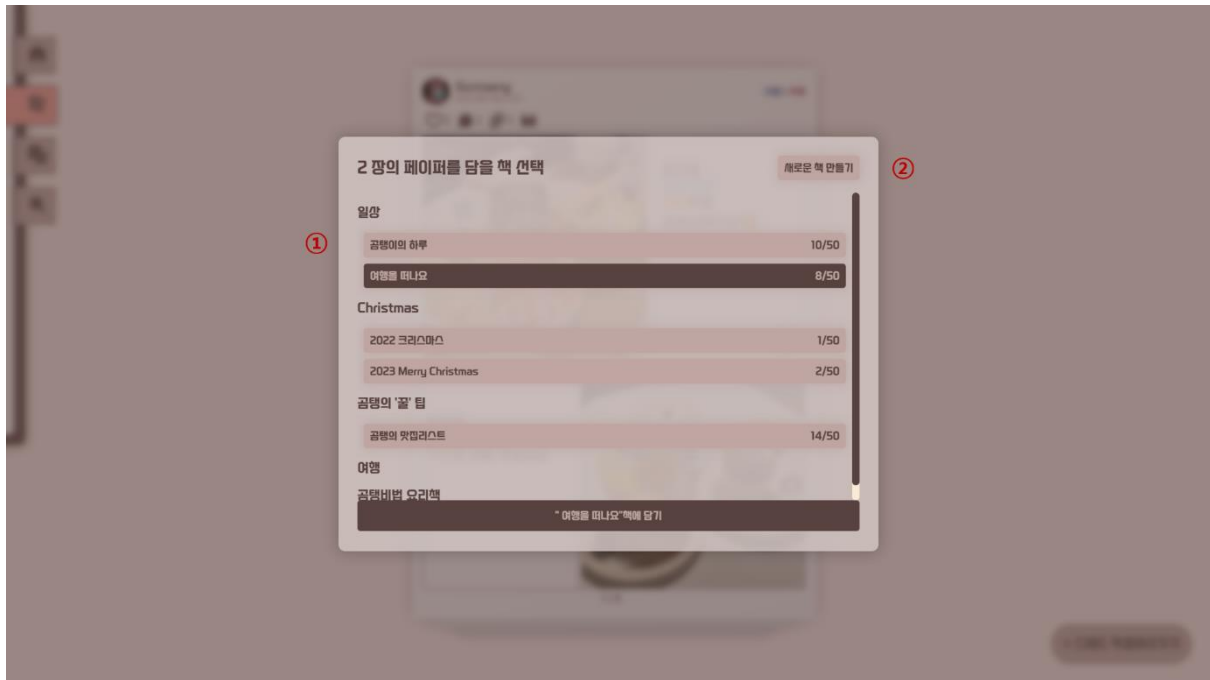 2 장의 페이퍼를 담을 책 선택
새로운 책 만들기
②
일상
①
곰탱이의 하루 10/50
여행을 떠나요 8/50
Christmas
2022 크리스마스 1/50
2023 Merry Christmas 2/50
곰탱의 '꿀' 팁
곰탱의 맛집리스트 14/50
여행
곰탱비법 요리책
" 여행을 떠나요"책에 담기